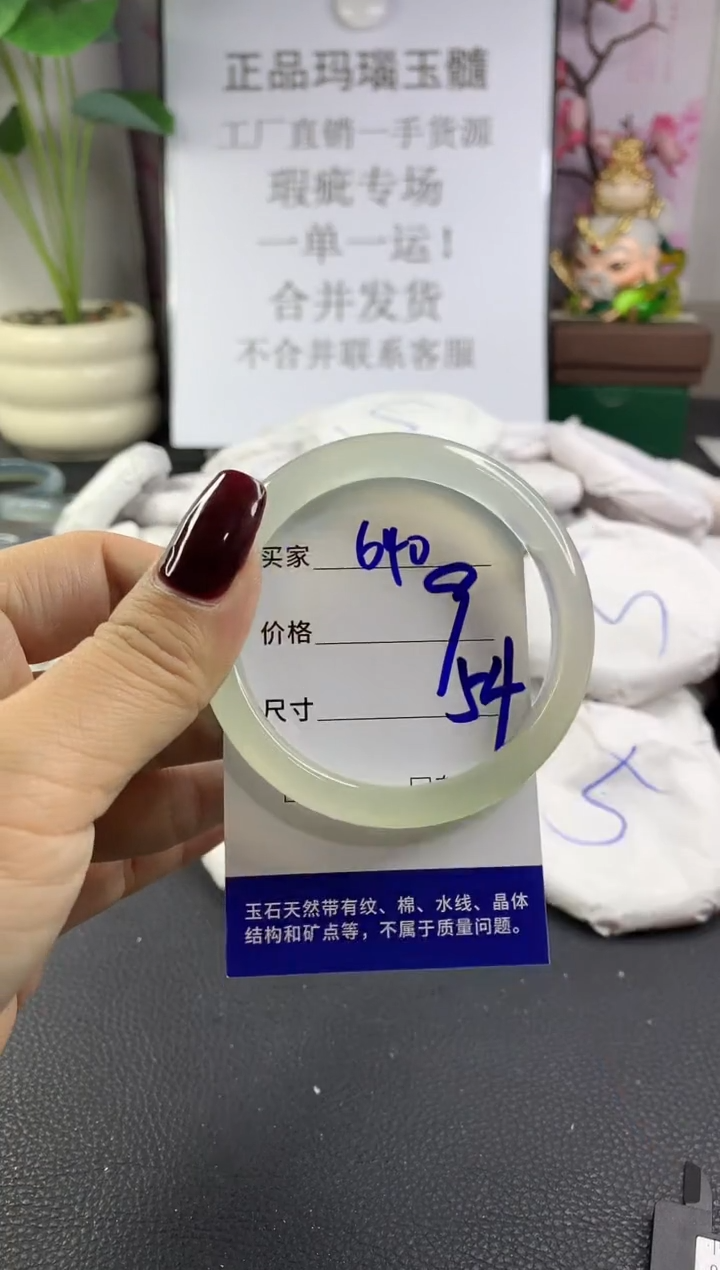 正品玛瑙玉髓
工厂直销一手货源
瑕疵专场
一单一运！
合并发货
不合并联系客服
买家 640
9
价格
尺寸 54
玉石天然带有纹、棉、水线、晶体
结构和矿点等，不属于质量问题。
5